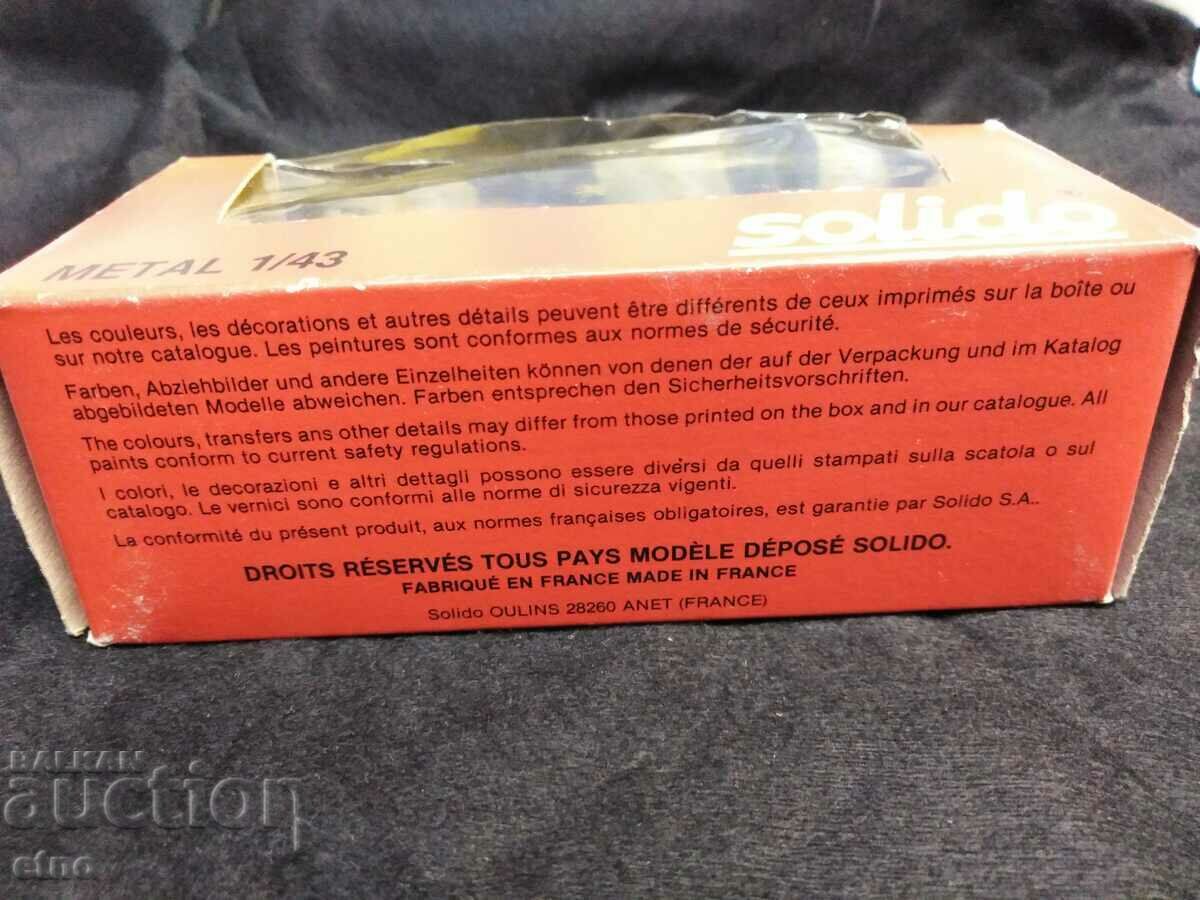 solido
METAL 1/43
Les couleurs, les décorations et autres détails peuvent être différents de ceux imprimés sur la boîte ou
sur notre catalogue. Les peintures sont conformes aux normes de sécurité.
Farben, Abziehbilder und andere Einzelheiten können von denen der auf der Verpackung und im Katalog
abgebildeten Modelle abweichen. Farben entsprechen den Sicherheitsvorschriften.
The colours, transfers ans other details may differ from those printed on the box and in our catalogue. All
paints conform to current safety regulations.
I colori, le decorazioni e altri dettagli possono essere diversi da quelli stampati sulla scatola o sul
catalogo. Le vernici sono conformi alle norme di sicurezza vigenti.
La conformité du présent produit, aux normes françaises obligatoires, est garantie par Solido S.A..
DROITS RÉSERVÉS TOUS PAYS MODÈLE DÉPOSÉ SOLIDO.
FABRIQUÉ EN FRANCE MADE IN FRANCE
Solido OULINS 28260 ANET (FRANCE)
BALKAN
auction
etno